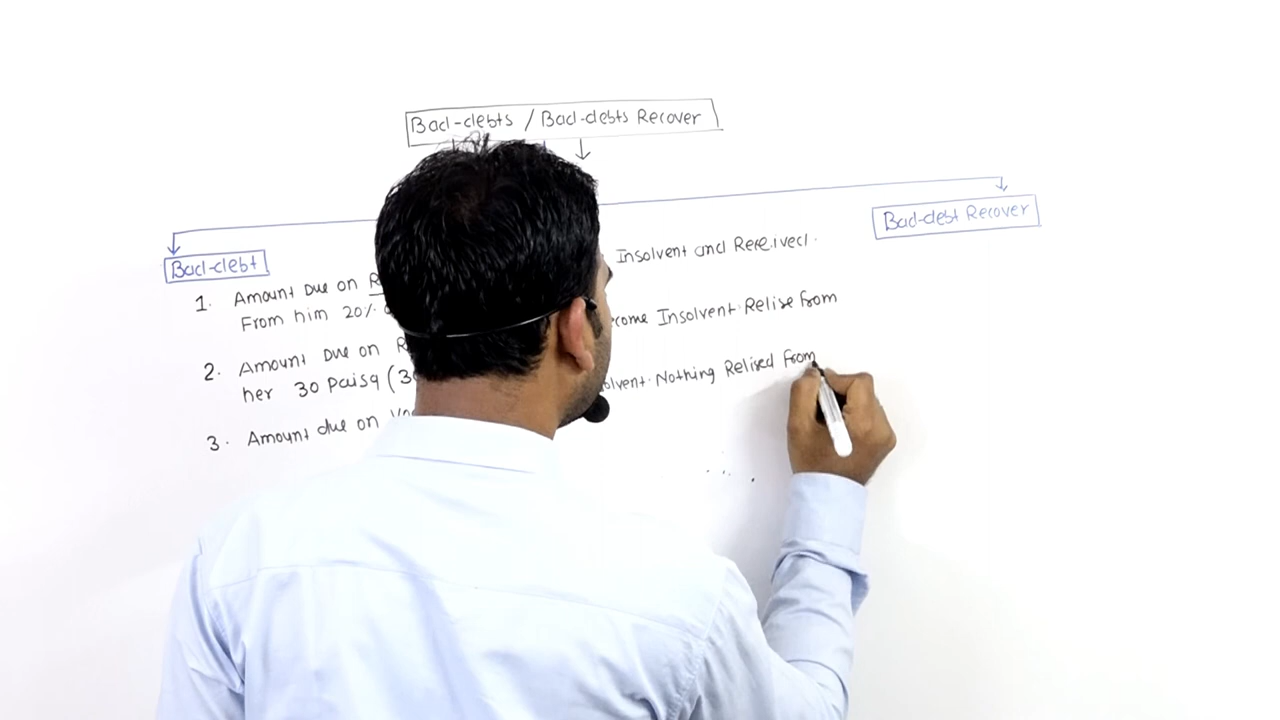 Bad-debts / Bad-debts Recover
Bad-debt Recover
Bad-debt
1. Amount Due on Insolvent and Received.
From him 20%
2. Amount Due on come Insolvent. Relise from
her 30 paisa (30
3. Amount due on olvent. Nothing Relised from